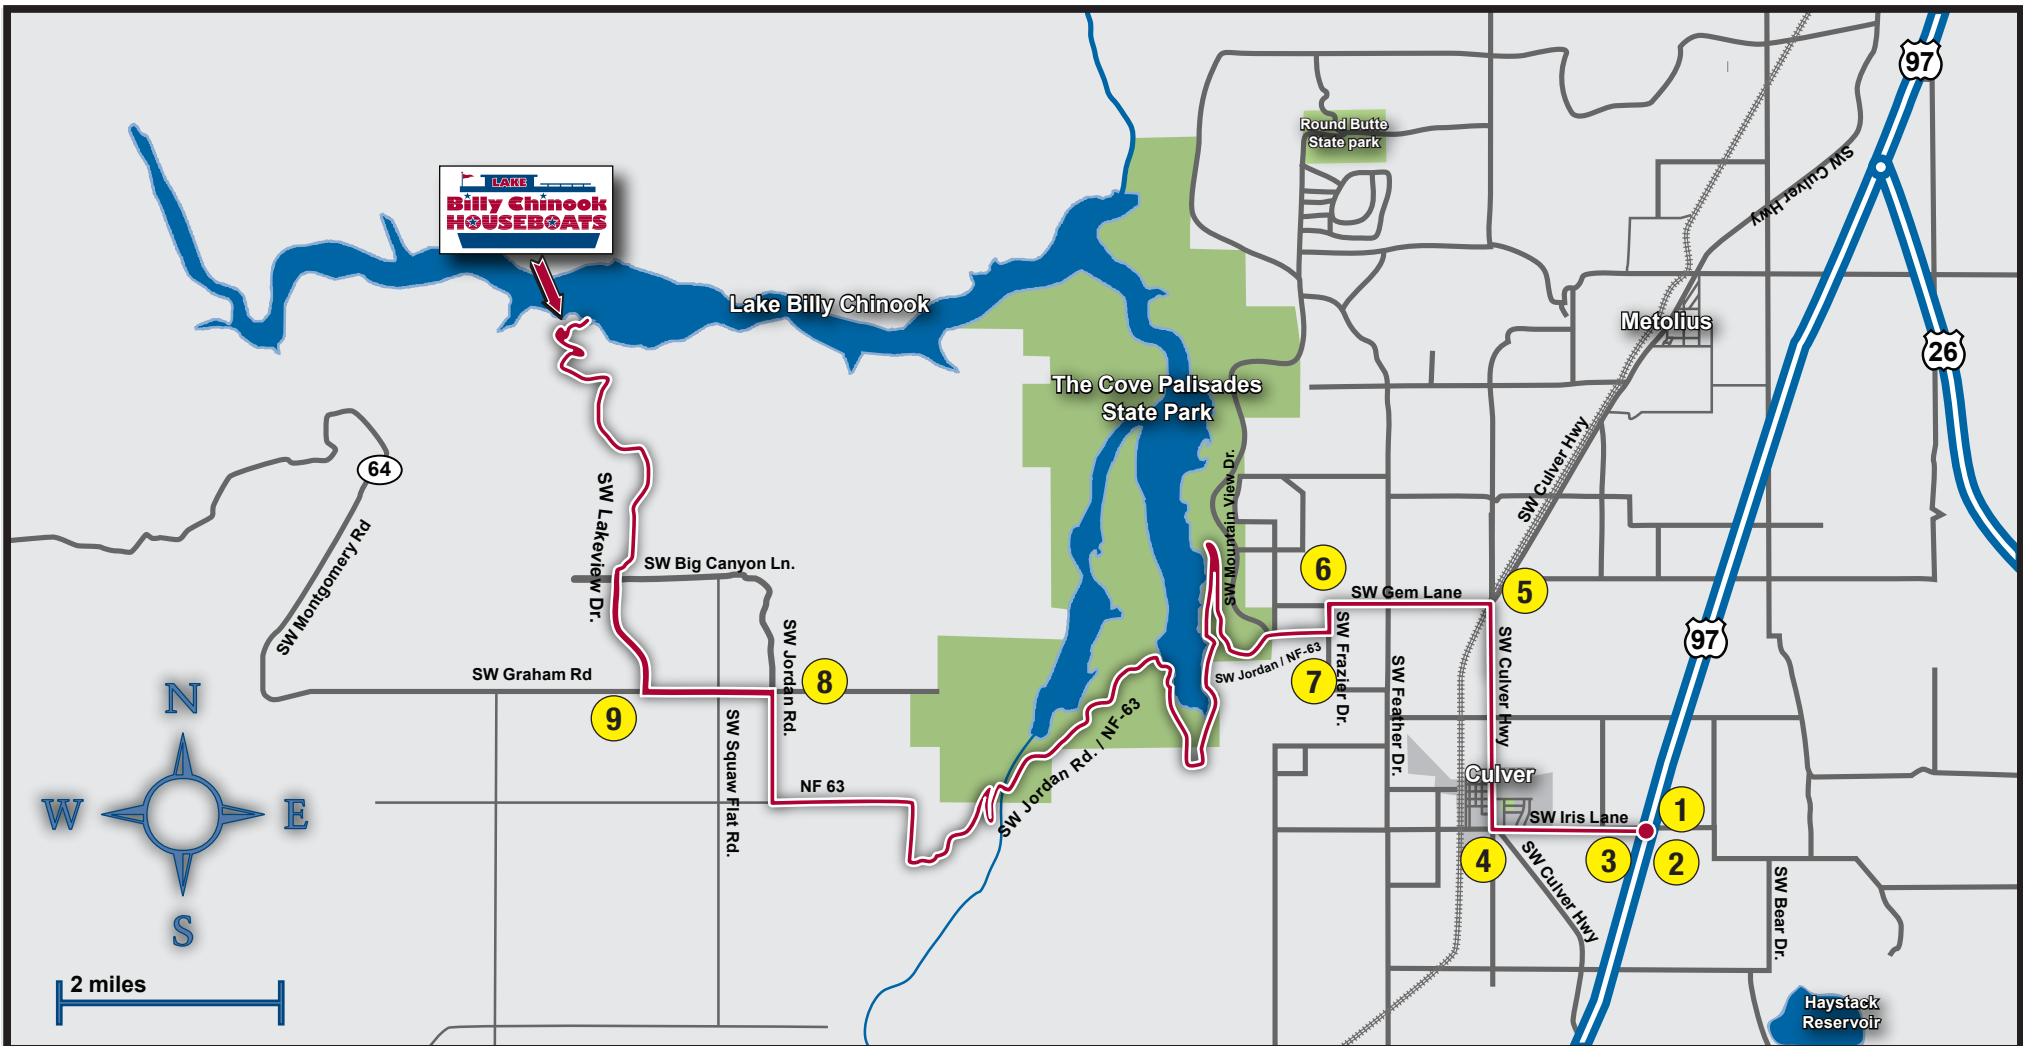 97
Round Butte
State park
SW Culver Hwy
LAKE
Billy Chinook
HOUSEBOATS
Lake Billy Chinook
Metolius
26
The Cove Palisades
State Park
64
SW Culver Hwy
SW Montgomery Rd
SW Lakeview Dr.
SW Mountain View Dr.
SW Big Canyon Ln.
6
5
SW Gem Lane
97
SW Jordan Rd.
SW Frazier Dr.
SW Culver Hwy
SW Jordan / NF-63
SW Graham Rd
8
7
SW Feather Dr.
9
SW Squaw Flat Rd.
SW Jordan Rd. / NF-63
NF 63
Culver
N
W
E
S
SW Iris Lane
1
4
3
2
SW Culver Hwy
SW Bear Dr.
2 miles
Haystack
Reservoir